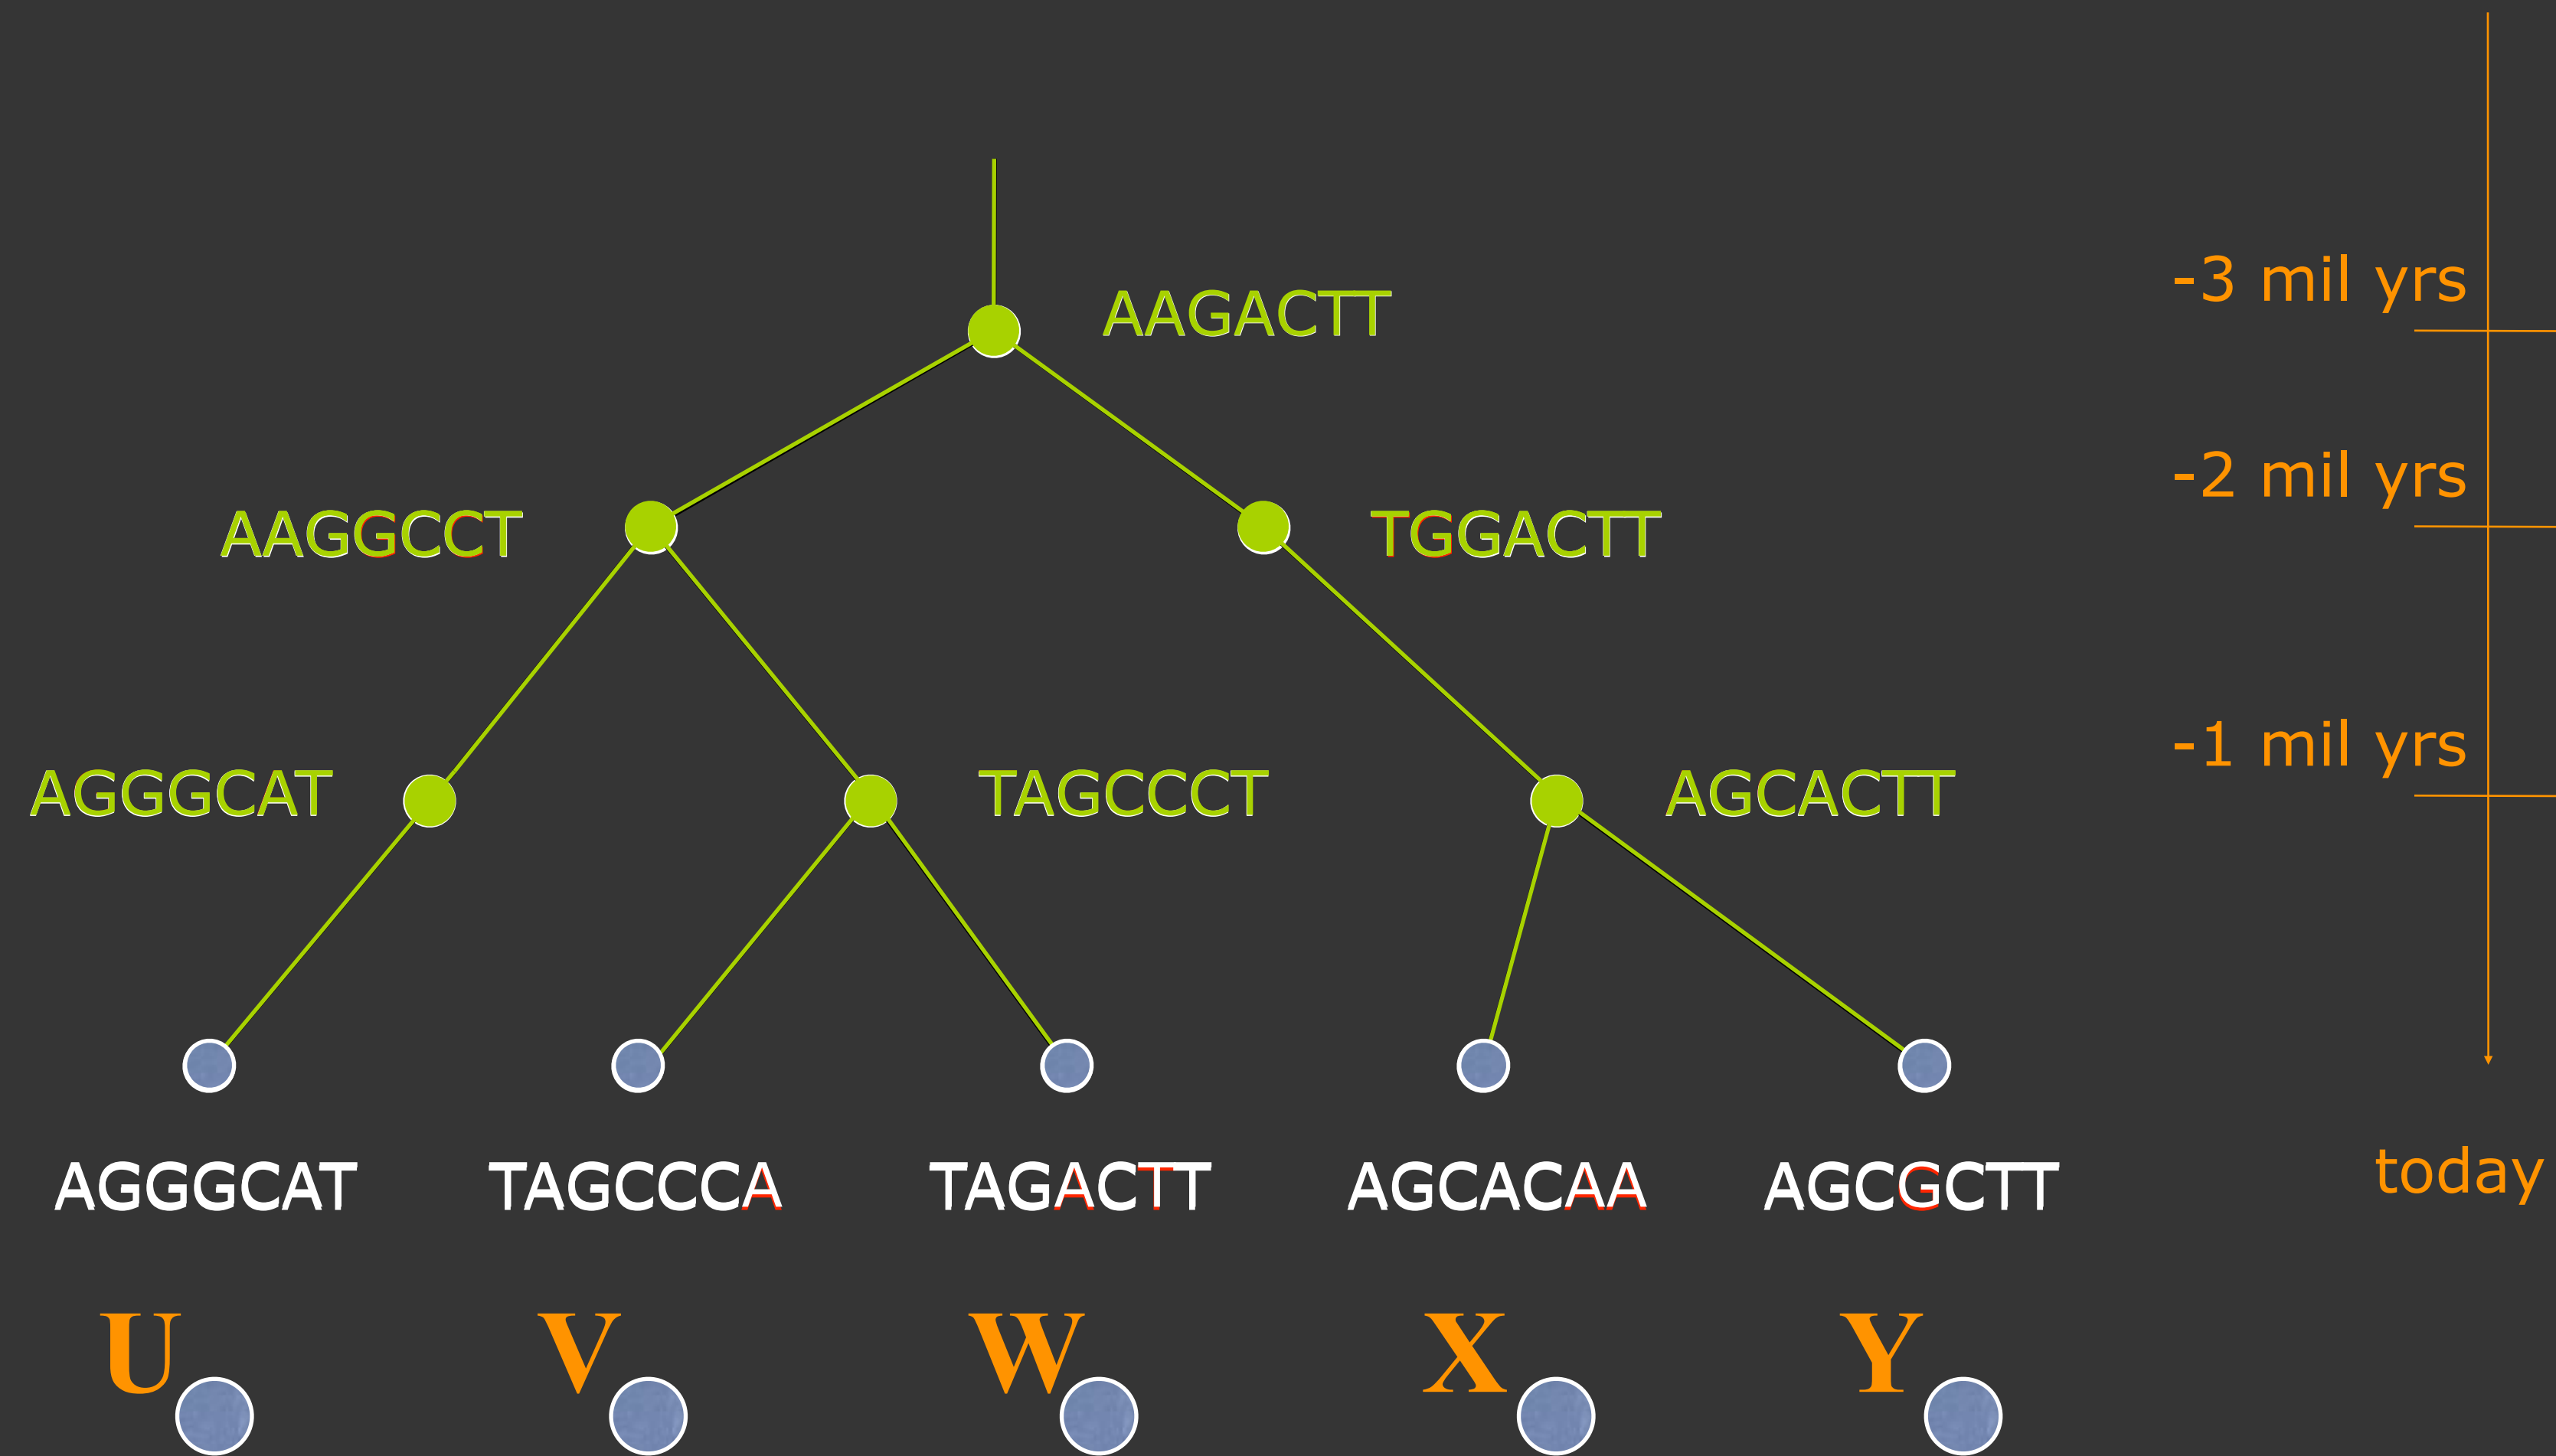 -3 mil yrs
AAGACTT
-2 mil yrs
AAGGCCT TGGACTT
-1 mil yrs
AGGGCAT TAGCCCT AGCACTT
AGGGCAT TAGCCCA TAGACTT AGCACAA AGCGCTT
today
U V W X Y